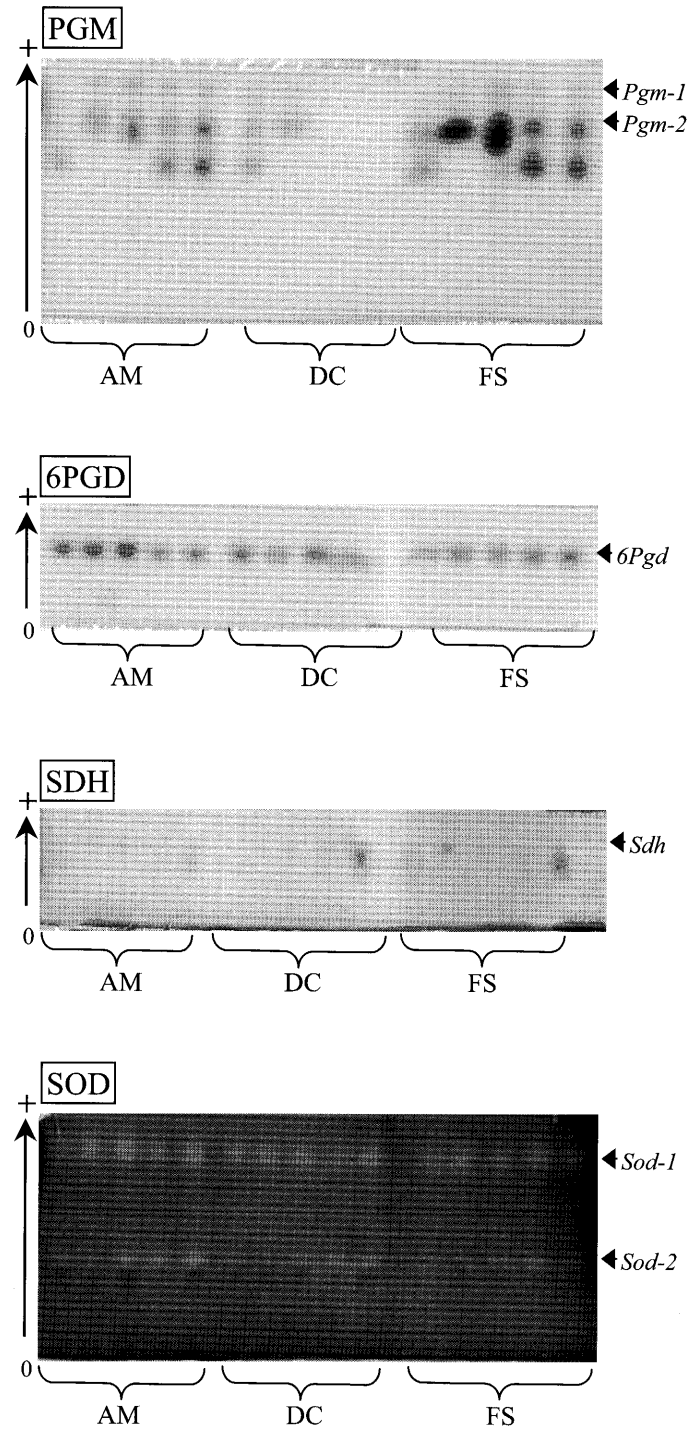 PGM
+
Pgm-1
Pgm-2
0
AM DC FS
6PGD
+
6Pgd
0
AM DC FS
SDH
+
Sdh
0
AM DC FS
SOD
+
Sod-1
Sod-2
0
AM DC FS